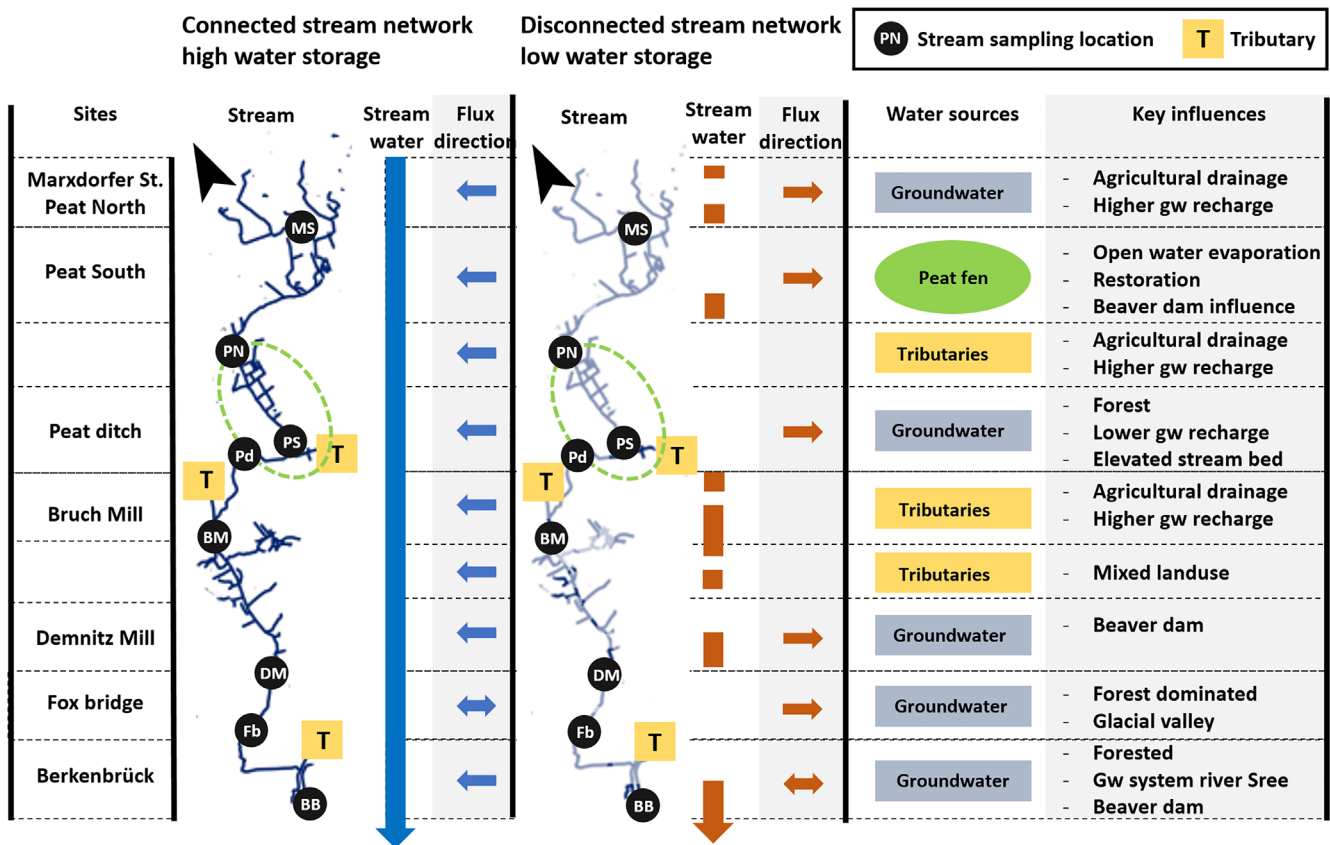 Connected stream network
high water storage
Disconnected stream network
low water storage
PN Stream sampling location
T Tributary
Sites
Stream
Stream
water
Flux
direction
Stream
Stream
water
Flux
direction
Water sources
Key influences
Marxdorfer St.
Peat North
MS
MS
Groundwater
- Agricultural drainage
- Higher gw recharge
Peat South
Peat fen
- Open water evaporation
- Restoration
- Beaver dam influence
PN
PN
Tributaries
- Agricultural drainage
- Higher gw recharge
Peat ditch
PS
Pd
T
T
PS
Pd
T
T
Groundwater
- Forest
- Lower gw recharge
- Elevated stream bed
Bruch Mill
BM
BM
Tributaries
- Agricultural drainage
- Higher gw recharge
Tributaries
- Mixed landuse
Demnitz Mill
DM
DM
Groundwater
- Beaver dam
Fox bridge
Fb
T
Fb
T
Groundwater
- Forest dominated
- Glacial valley
Berkenbrück
BB
BB
Groundwater
- Forested
- Gw system river Sree
- Beaver dam